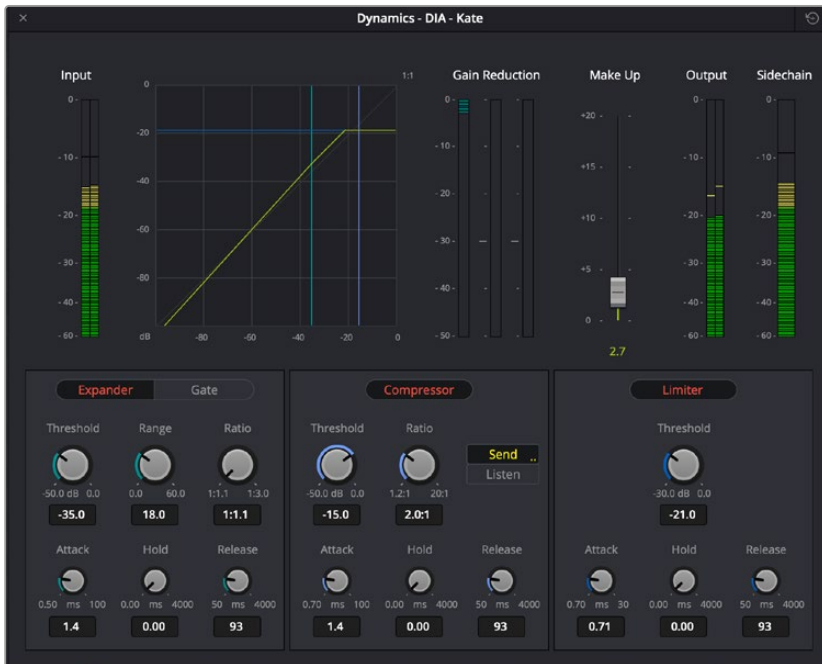 Dynamics - DIA - Kate
Input
Gain Reduction
Make Up
Output
Sidechain
0
-10
-20
-30
-40
-60
0
-20
-40
-60
-80
dB
-80
-60
-40
-20
0
1:1
0
-10
-20
-30
-40
-50
+20
+15
+10
+5
0
2.7
0
-10
-20
-30
-40
-60
0
-10
-20
-30
-40
-60
Expander Gate
Threshold Range Ratio
-50.0 dB 0.0 0.0 60.0 1:1.1 1:3.0
-35.0 18.0 1:1.1
Attack Hold Release
0.50 ms 100 0.00 ms 4000 50 ms 4000
1.4 0.00 93
Compressor
Threshold Ratio
Send ..
Listen
-50.0 dB 0.0 1.2:1 20:1
-15.0 2.0:1
Attack Hold Release
0.70 ms 100 0.00 ms 4000 50 ms 4000
1.4 0.00 93
Limiter
Threshold
-30.0 dB 0.0
-21.0
Attack Hold Release
0.70 ms 30 0.00 ms 4000 50 ms 4000
0.71 0.00 93